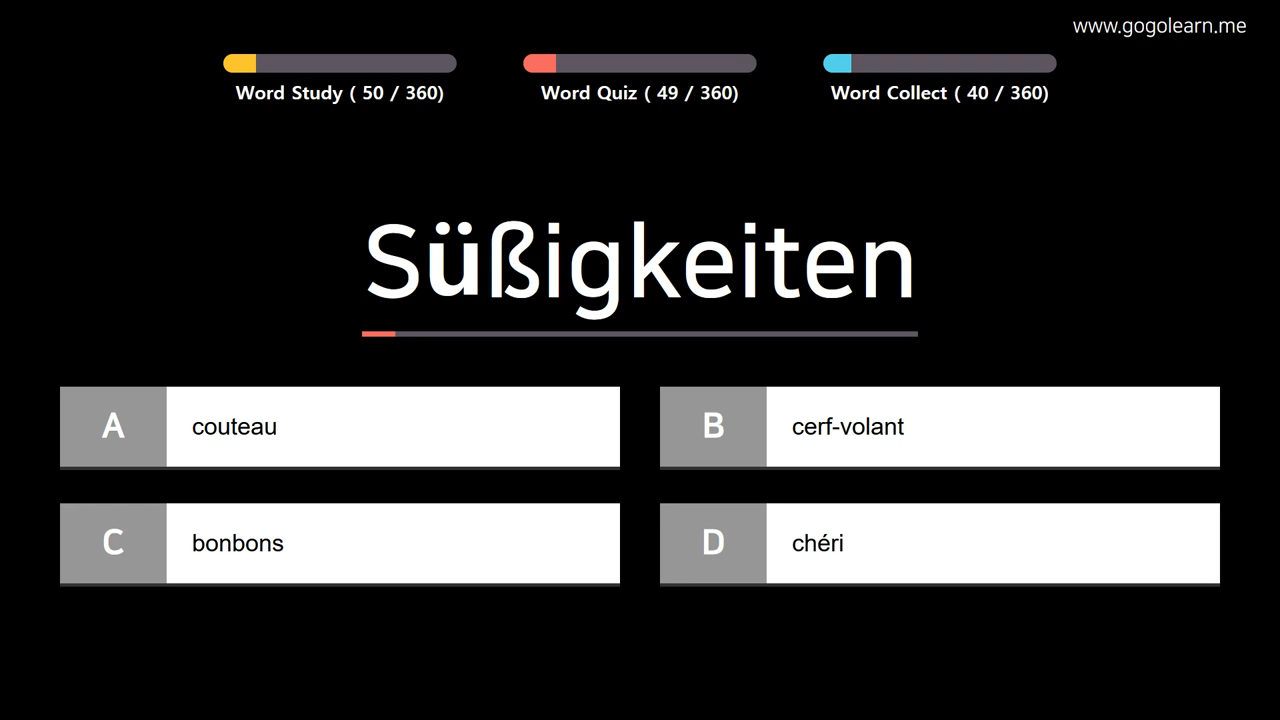 www.gogolearn.me
Word Study ( 50 / 360)
Word Quiz ( 49 / 360)
Word Collect ( 40 / 360)
Süßigkeiten
A couteau
B cerf-volant
C bonbons
D chéri